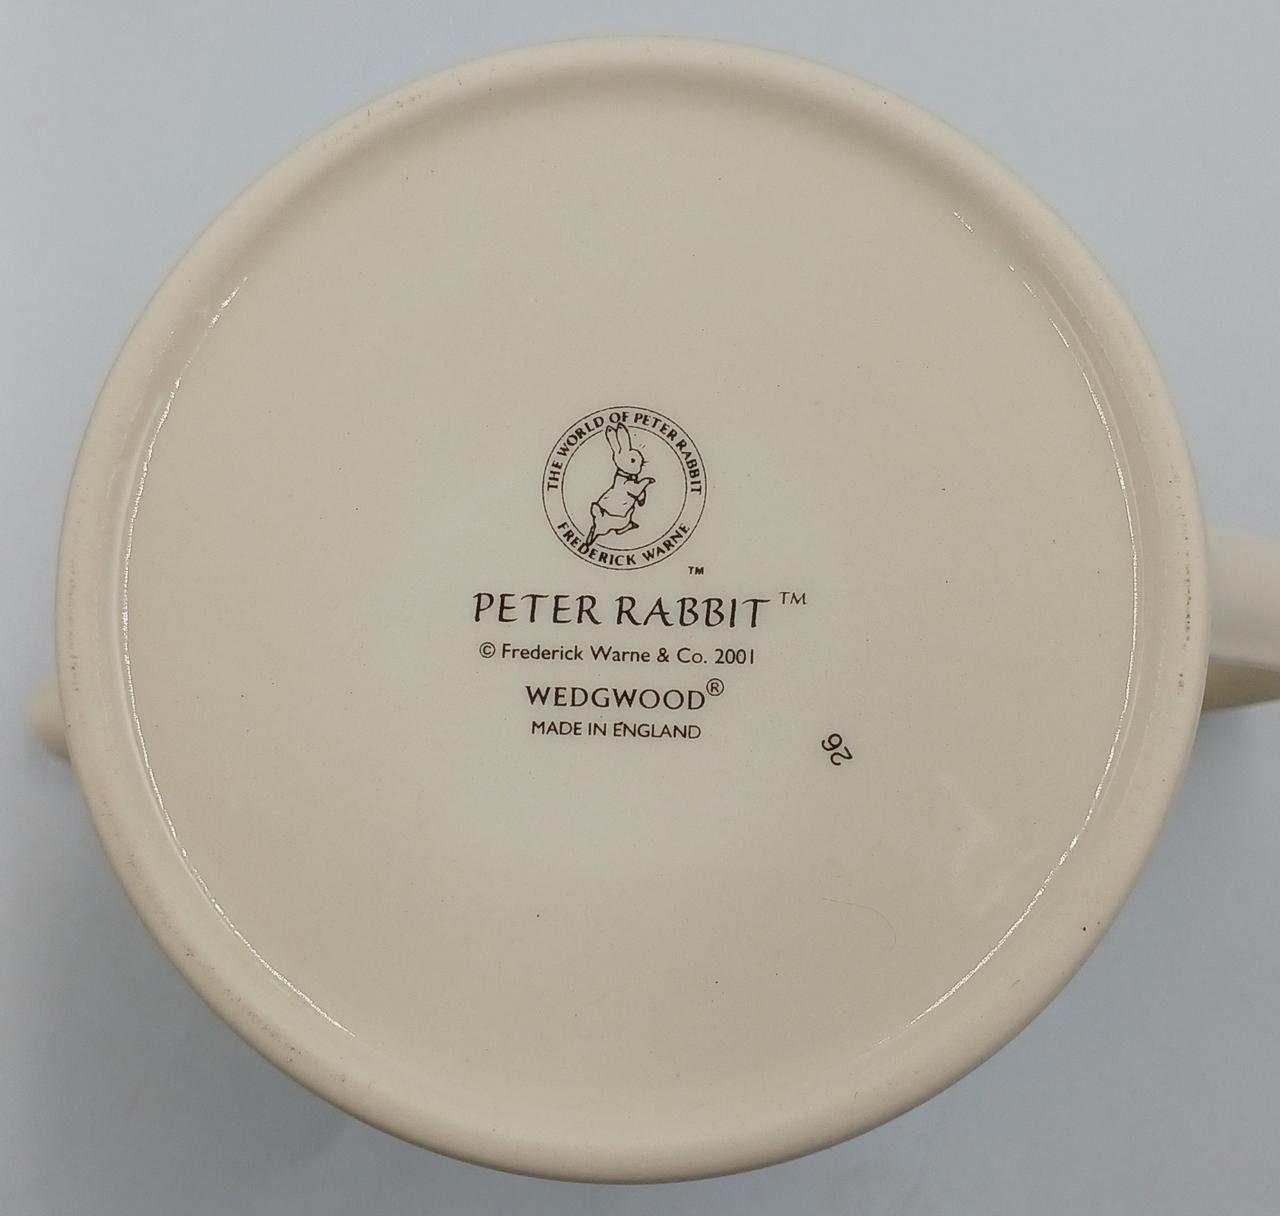 THE WORLD OF PETER RABBIT
FREDERICK WARNE
TM
PETER RABBIT™
© Frederick Warne & Co. 2001
WEDGWOOD®
MADE IN ENGLAND
26